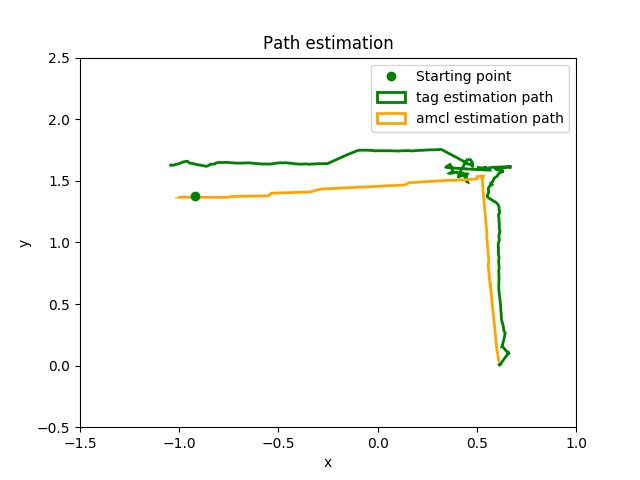 Path estimation
Starting point
tag estimation path
amcl estimation path
2.5
2.0
1.5
1.0
0.5
0.0
−0.5
y
−1.5 −1.0 −0.5 0.0 0.5 1.0
x